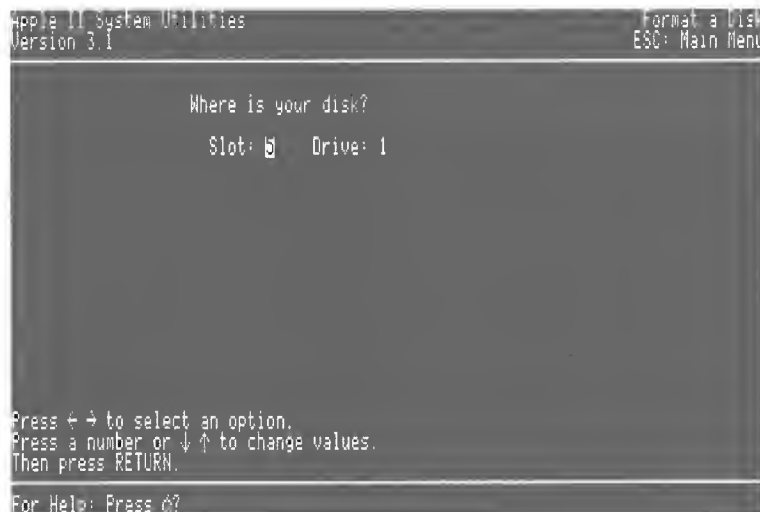 Apple II System Utilities
Format a Disk
Version 3.1
ESC: Main Menu
Where is your disk?
Slot: 5 Drive: 1
Press ← → to select an option.
Press a number or ↓ ↑ to change values.
Then press RETURN.
For Help: Press ?